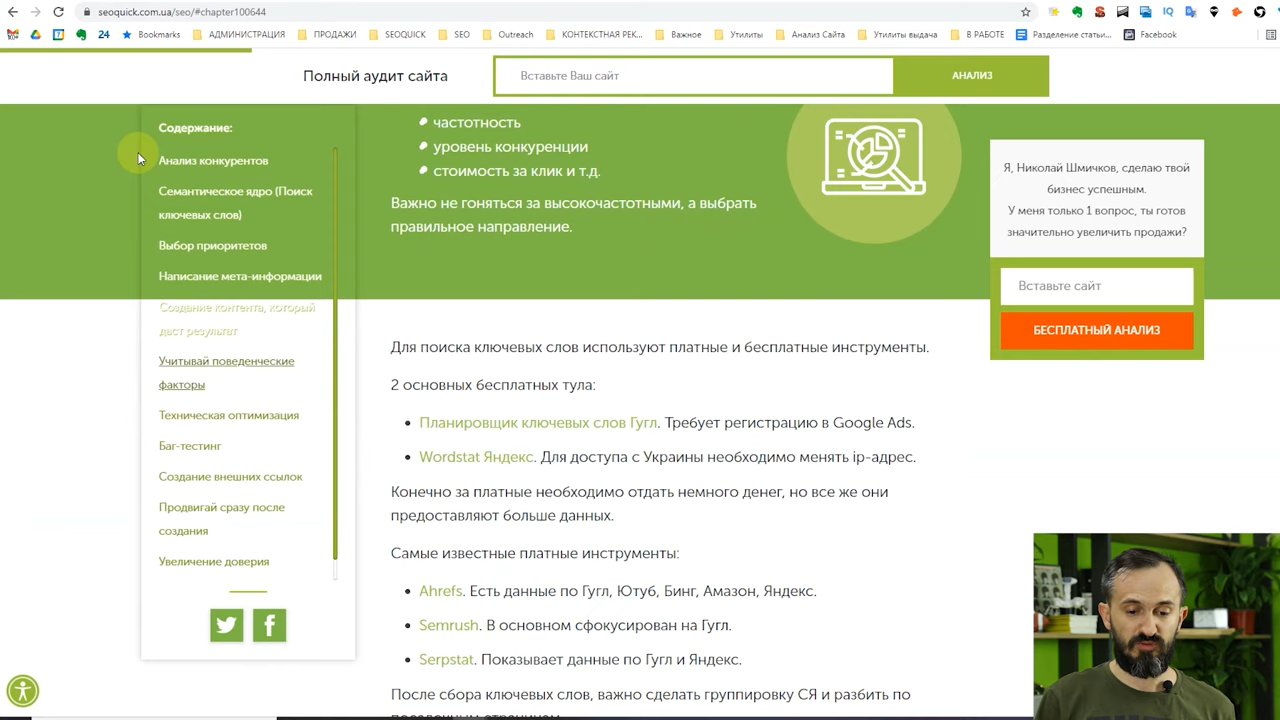 seoquick.com.ua/seo/#chapter100644
24
Bookmarks
АДМИНИСТРАЦИЯ
ПРОДАЖИ
SEOQUICK
SEO
Outreach
КОНТЕКСТНАЯ РЕК...
Важное
Утилиты
Анализ Сайта
Утилиты выдача
В РАБОТЕ
Разделение статьи...
Facebook
Полный аудит сайта
Вставьте Ваш сайт
АНАЛИЗ
Содержание:
Анализ конкурентов
Семантическое ядро (Поиск
ключевых слов)
Выбор приоритетов
Написание мета-информации
Создание контента, который
даст результат
Учитывай поведенческие
факторы
Техническая оптимизация
Баг-тестинг
Создание внешних ссылок
Продвигай сразу после
создания
Увеличение доверия
частотность
уровень конкуренции
стоимость за клик и т.д.
Важно не гоняться за высокочастотными, а выбрать
правильное направление.
Для поиска ключевых слов используют платные и бесплатные инструменты.
2 основных бесплатных тула:
Планировщик ключевых слов Гугл. Требует регистрацию в Google Ads.
Wordstat Яндекс. Для доступа с Украины необходимо менять ip-адрес.
Конечно за платные необходимо отдать немного денег, но все же они
предоставляют больше данных.
Самые известные платные инструменты:
Ahrefs. Есть данные по Гугл, Ютуб, Бинг, Амазон, Яндекс.
Semrush. В основном сфокусирован на Гугл.
Serpstat. Показывает данные по Гугл и Яндекс.
После сбора ключевых слов, важно сделать группировку СЯ и разбить по
Я, Николай Шмичков, сделаю твой
бизнес успешным.
У меня только 1 вопрос, ты готов
значительно увеличить продажи?
Вставьте сайт
БЕСПЛАТНЫЙ АНАЛИЗ